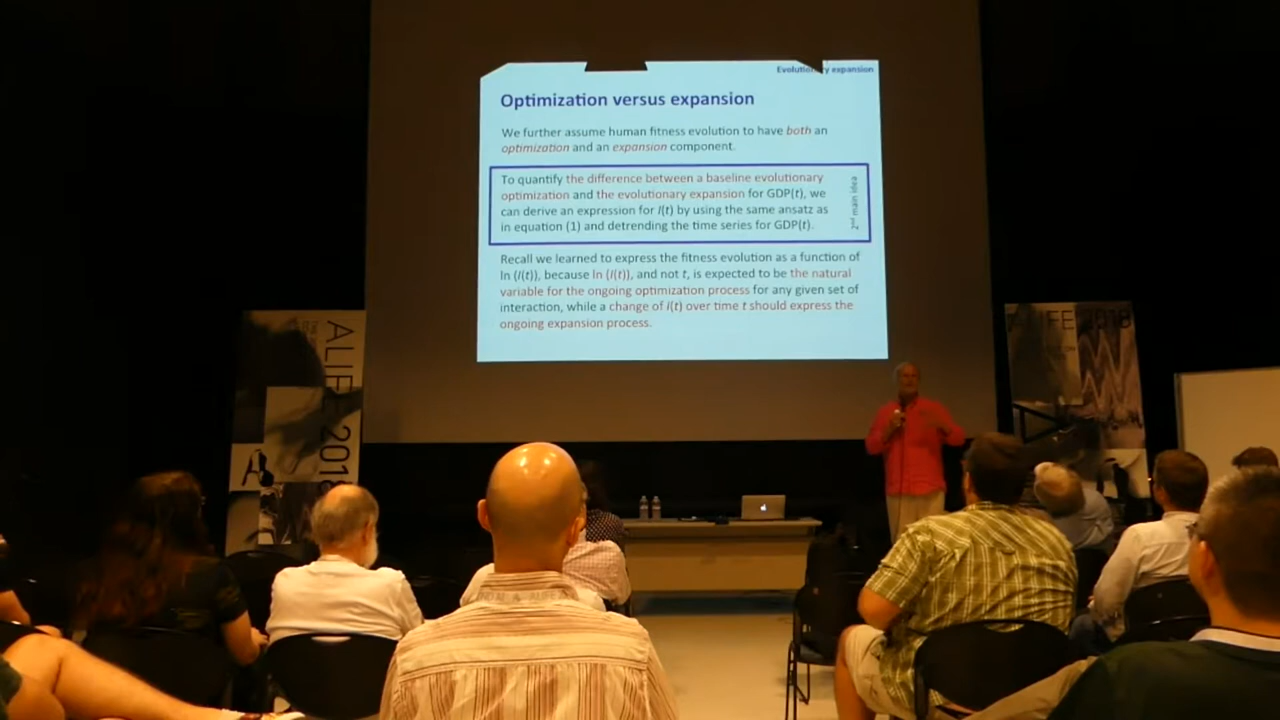 Evolutionary expansion
Optimization versus expansion
We further assume human fitness evolution to have both an
optimization and an expansion component.
To quantify the difference between a baseline evolutionary
optimization and the evolutionary expansion for GDP(t), we
can derive an expression for I(t) by using the same ansatz as
in equation (1) and detrending the time series for GDP(t).
2nd main idea
Recall we learned to express the fitness evolution as a function of
ln (I(t)), because ln (I(t)), and not t, is expected to be the natural
variable for the ongoing optimization process for any given set of
interaction, while a change of I(t) over time t should express the
ongoing expansion process.
ALIFE 2018
ALIFE 2018